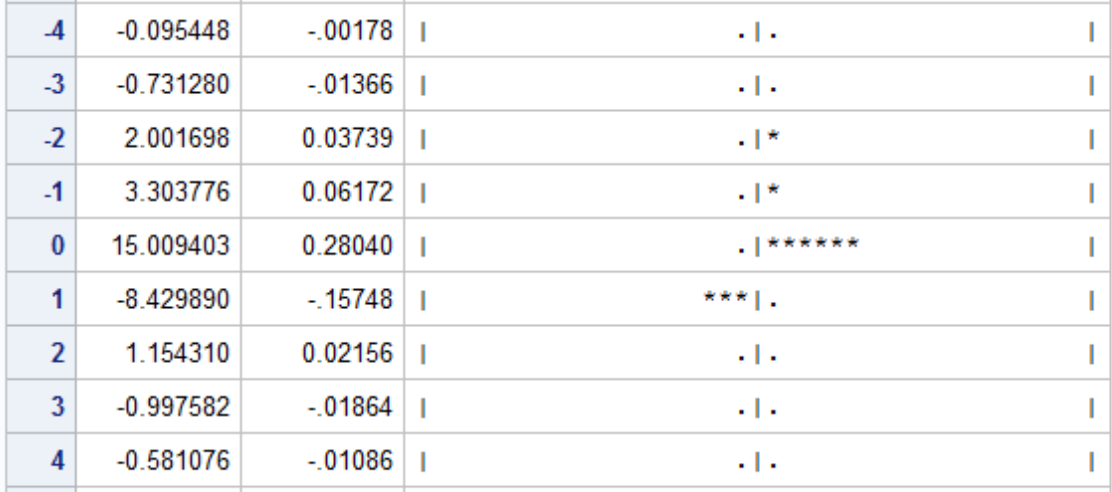 -4 -0.095448 -.00178 | .|. |
-3 -0.731280 -.01366 | .|. |
-2 2.001698 0.03739 | .|* |
-1 3.303776 0.06172 | .|* |
0 15.009403 0.28040 | .|****** |
1 -8.429890 -.15748 | ***|. |
2 1.154310 0.02156 | .|. |
3 -0.997582 -.01864 | .|. |
4 -0.581076 -.01086 | .|. |